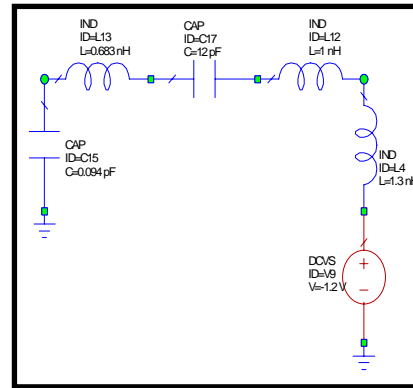 IND
ID=L13
L=0.683 nH
CAP
ID=C17
C=12 pF
IND
ID=L12
L=1 nH
CAP
ID=C15
C=0.094 pF
IND
ID=L4
L=1.3 nH
DCVS
ID=V9
V=-1.2 V
+
−